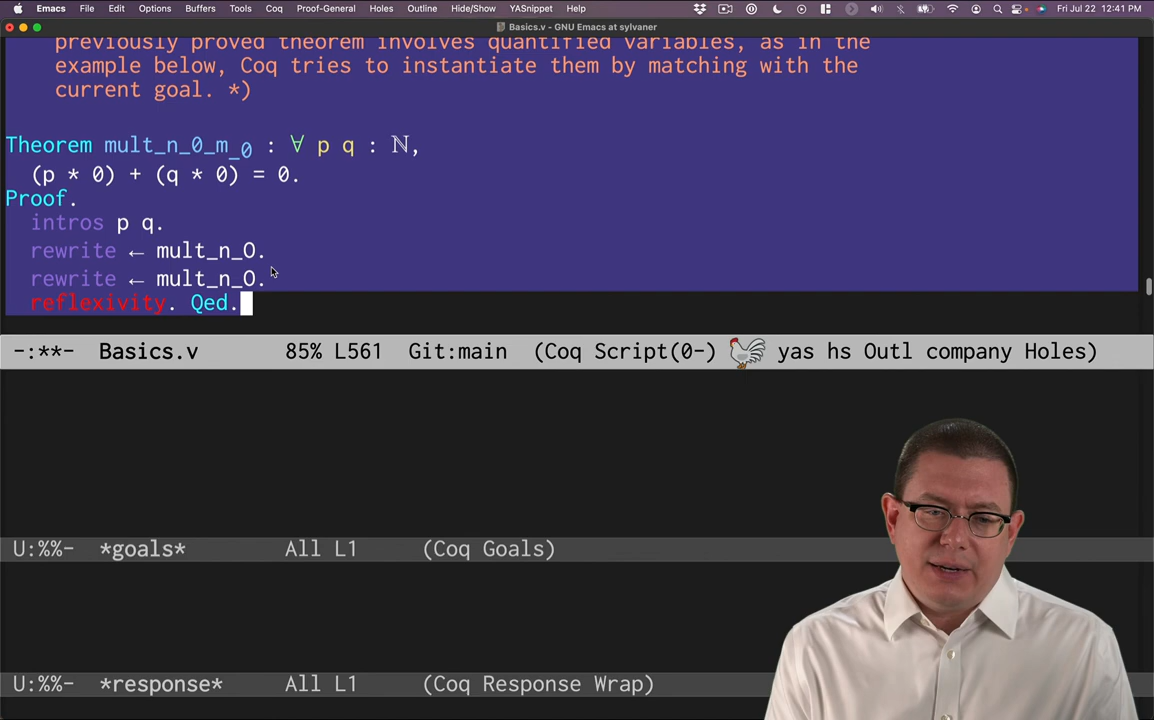 Emacs File Edit Options Buffers Tools Coq Proof-General Holes Outline Hide/Show YASnippet Help Fri Jul 22 12:41 PM
Basics.v - GNU Emacs at sylvaner
previously proved theorem involves quantified variables, as in the
example below, Coq tries to instantiate them by matching with the
current goal. *)
Theorem mult_n_0_m_0 : ∀ p q : ℕ,
(p * 0) + (q * 0) = 0.
Proof.
intros p q.
rewrite ← mult_n_O.
rewrite ← mult_n_O.
reflexivity. Qed.
-:**- Basics.v 85% L561 Git:main (Coq Script(0-) yas hs Outl company Holes)
U:%%- *goals* All L1 (Coq Goals)
U:%%- *response* All L1 (Coq Response Wrap)